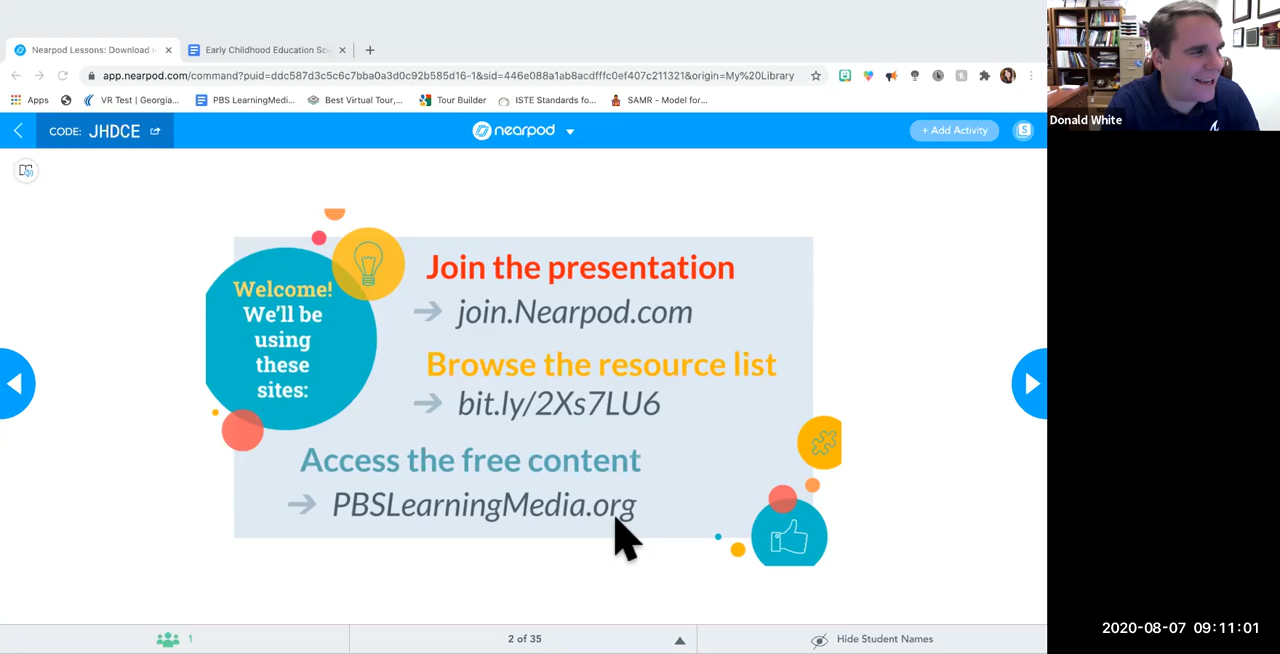 Nearpod Lessons: Download
Early Childhood Education Sci
app.nearpod.com/command?puid=ddc587d3c5c6c7bba0a3d0c92b585d16-1&sid=446e088a1ab8acdfffc0ef407c211321&origin=My%20Library
Apps
VR Test | Georgia...
PBS LearningMedi...
Best Virtual Tour,...
Tour Builder
ISTE Standards fo...
SAMR - Model for...
Donald White
CODE: JHDCE
nearpod
+ Add Activity
S
Welcome!
We'll be
using
these
sites:
Join the presentation
join.Nearpod.com
Browse the resource list
bit.ly/2Xs7LU6
Access the free content
PBSLearningMedia.org
1
2 of 35
Hide Student Names
2020-08-07 09:11:01